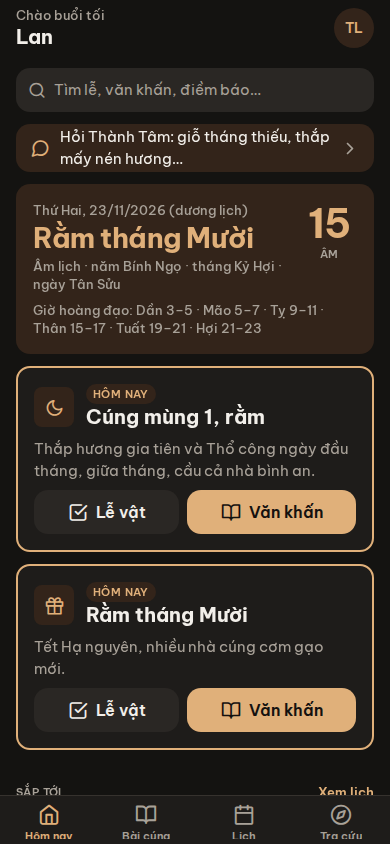 Chào buổi tối
Lan
TL
Tìm lễ, văn khấn, điềm báo...
Hỏi Thành Tâm: giỗ tháng thiếu, thắp
mấy nén hương...
Thứ Hai, 23/11/2026 (dương lịch)
Rằm tháng Mười
15
ÂM
Âm lịch · năm Bính Ngọ · tháng Kỷ Hợi ·
ngày Tân Sửu
Giờ hoàng đạo: Dần 3–5 · Mão 5–7 · Tỵ 9–11 ·
Thân 15–17 · Tuất 19–21 · Hợi 21–23
HÔM NAY
Cúng mùng 1, rằm
Thắp hương gia tiên và Thổ công ngày đầu
tháng, giữa tháng, cầu cả nhà bình an.
Lễ vật
Văn khấn
HÔM NAY
Rằm tháng Mười
Tết Hạ nguyên, nhiều nhà cúng cơm gạo
mới.
Lễ vật
Văn khấn
SẮP TỚI
Xem lịch
Hôm nay
Bài cúng
Lịch
Tra cứu